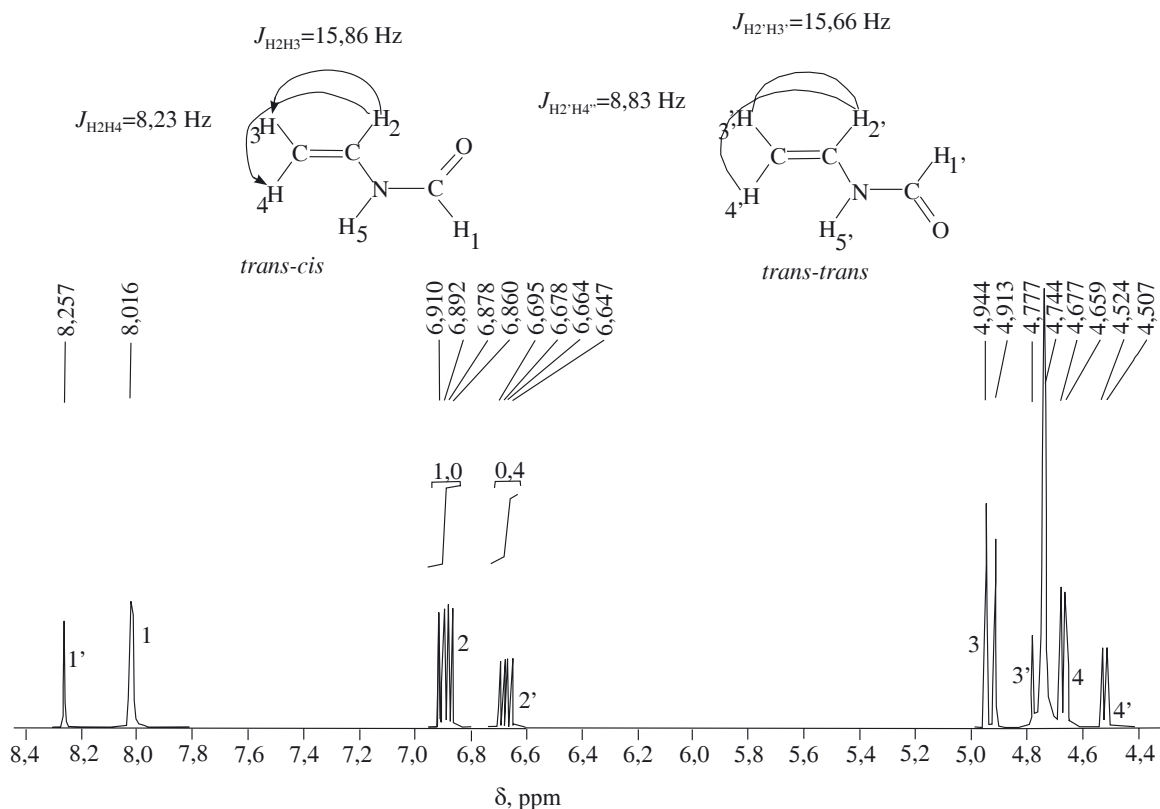 J_H2H3=15,86 Hz
J_H2'H3'=15,66 Hz
J_H2H4=8,23 Hz
J_H2'H4''=8,83 Hz
3 H H 2 O
C=C
4 H N C
H5 H1
trans-cis
3' H H 2' H1'
C=C
4' H N C
H5' O
trans-trans
8,257 8,016 6,910 6,892 6,878 6,860 6,695 6,678 6,664 6,647 4,944 4,913 4,777 4,744 4,677 4,659 4,524 4,507
1,0 0,4
1' 1 2 2' 3 3' 4 4'
8,4 8,2 8,0 7,8 7,6 7,4 7,2 7,0 6,8 6,6 6,4 6,2 6,0 5,8 5,6 5,4 5,2 5,0 4,8 4,6 4,4
δ, ppm